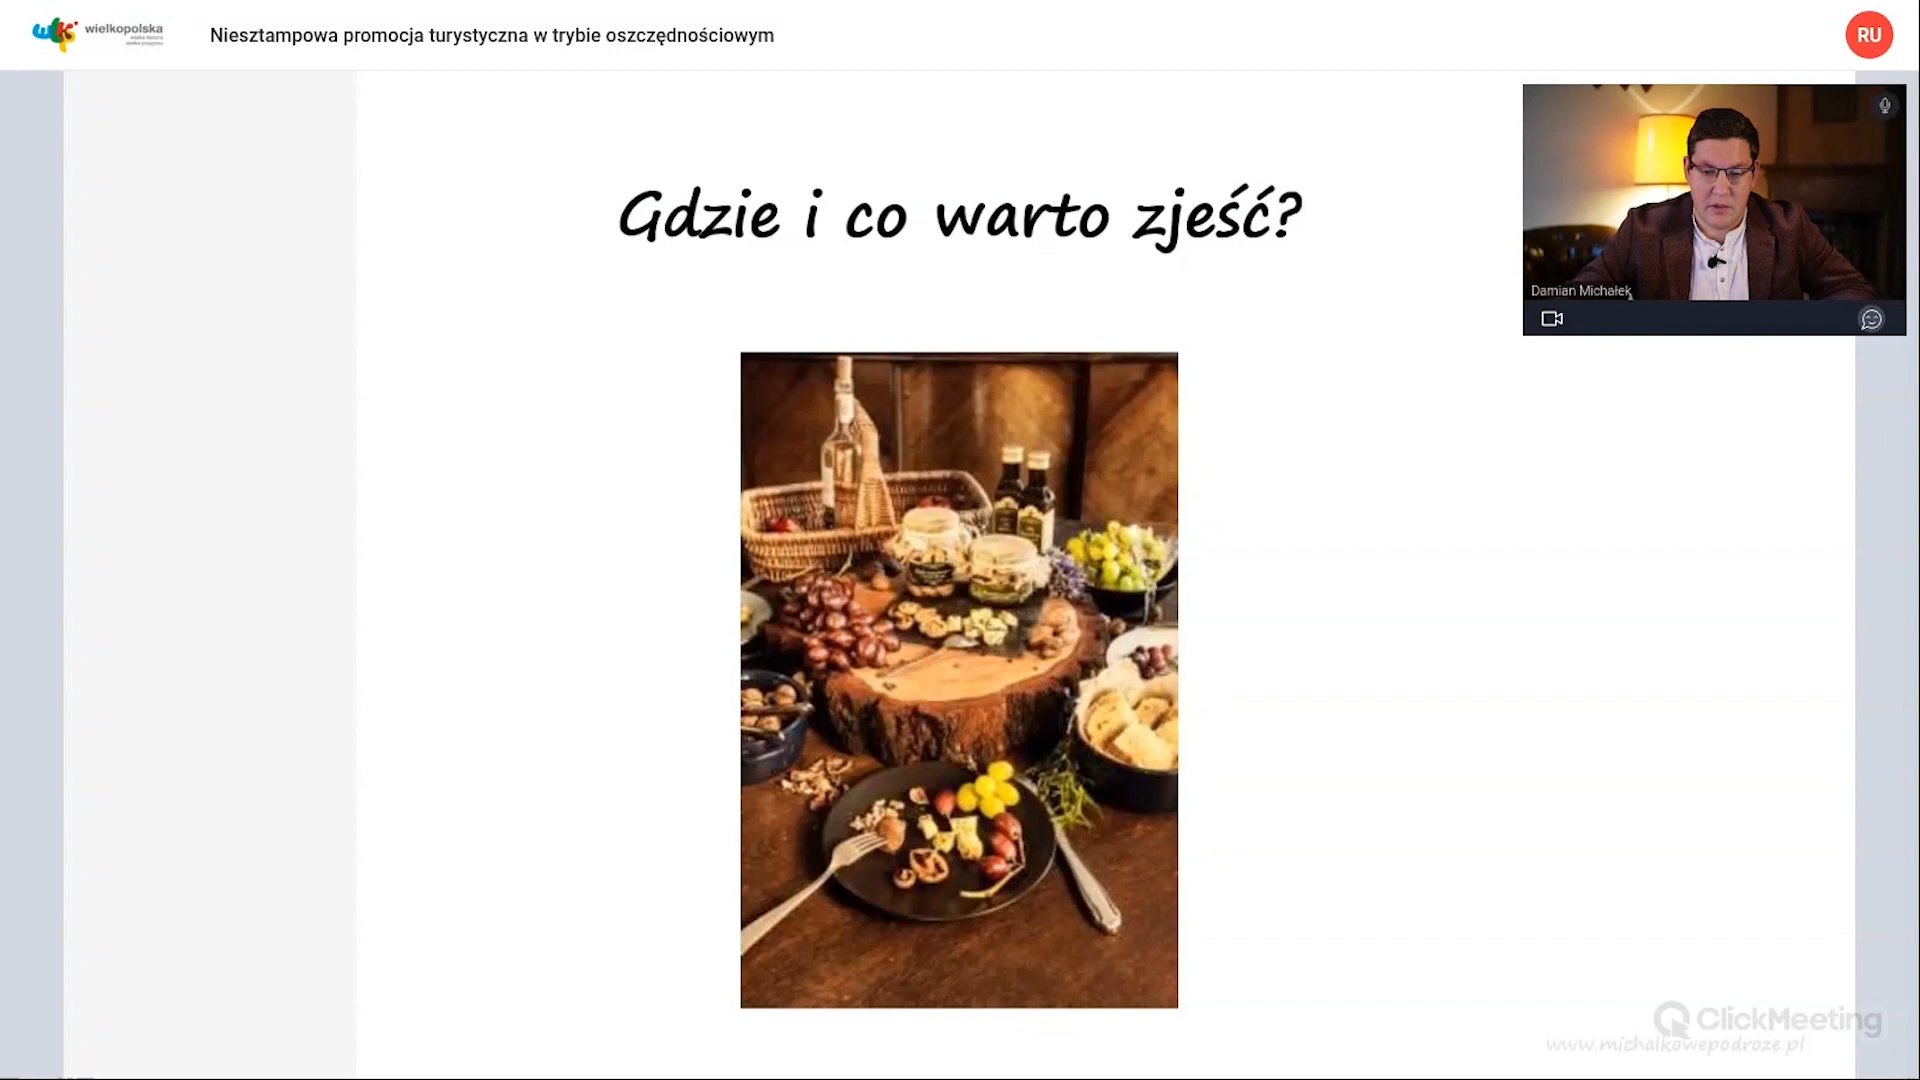 wielkopolska
Niesztampowa promocja turystyczna w trybie oszczędnościowym
RU
Gdzie i co warto zjeść?
Damian Michałek
ClickMeeting
www.michalkowepodroze.pl